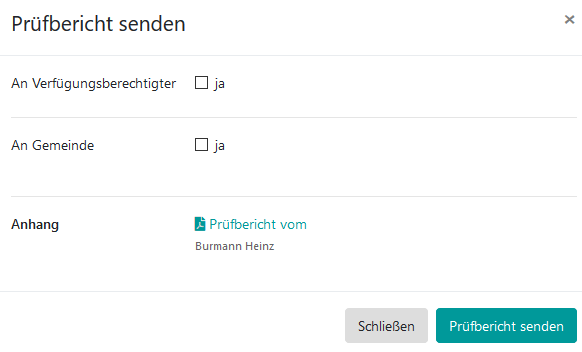 Prüfbericht senden
×
An Verfügungsberechtigter ja
An Gemeinde ja
Anhang Prüfbericht vom
Burmann Heinz
Schließen Prüfbericht senden